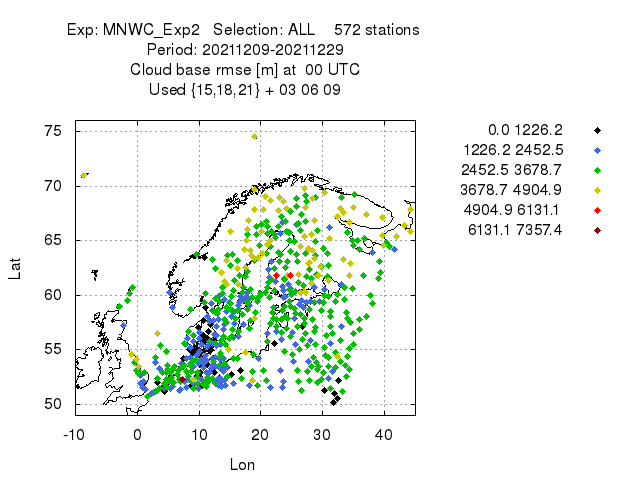 Exp: MNWC_Exp2 Selection: ALL 572 stations
Period: 20211209-20211229
Cloud base rmse [m] at 00 UTC
Used {15,18,21} + 03 06 09
75
70
65
60
55
50
-10 0 10 20 30 40
Lat
Lon
0.0 1226.2
1226.2 2452.5
2452.5 3678.7
3678.7 4904.9
4904.9 6131.1
6131.1 7357.4